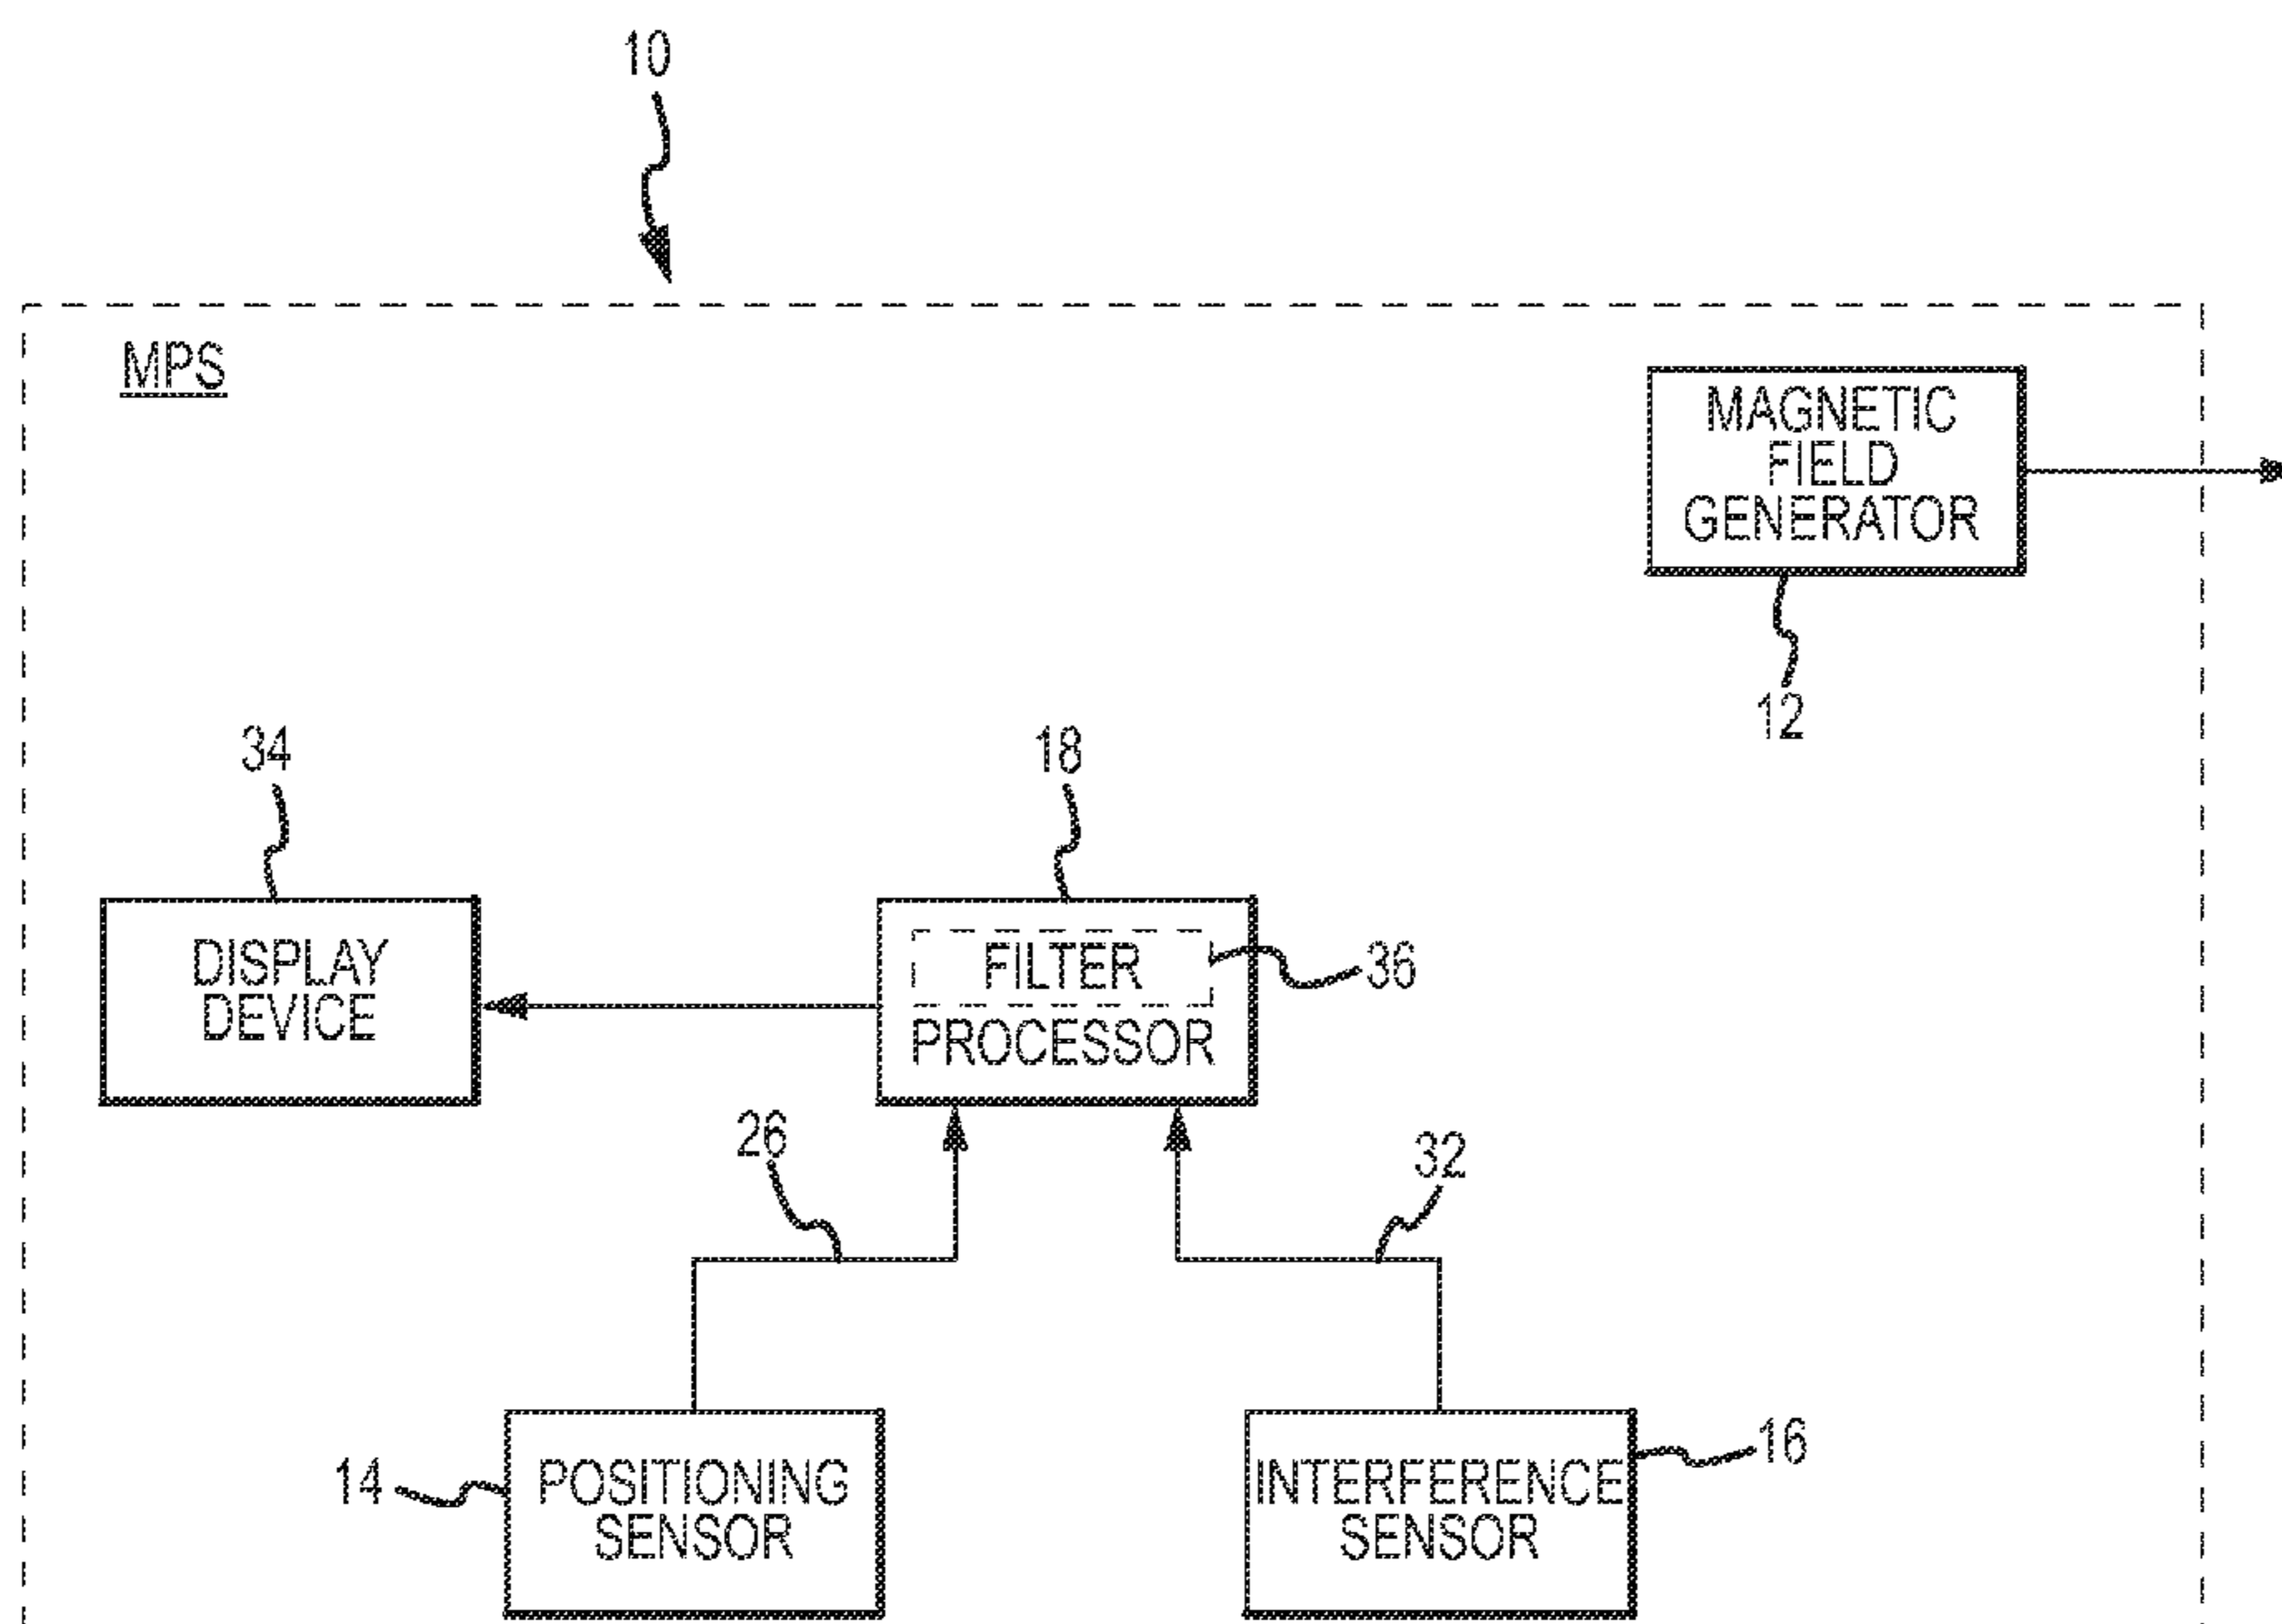 10
MPS
MAGNETIC
FIELD
GENERATOR
12
34
18
DISPLAY
DEVICE
FILTER
36
PROCESSOR
26
32
14
POSITIONING
SENSOR
INTERFERENCE
SENSOR
16